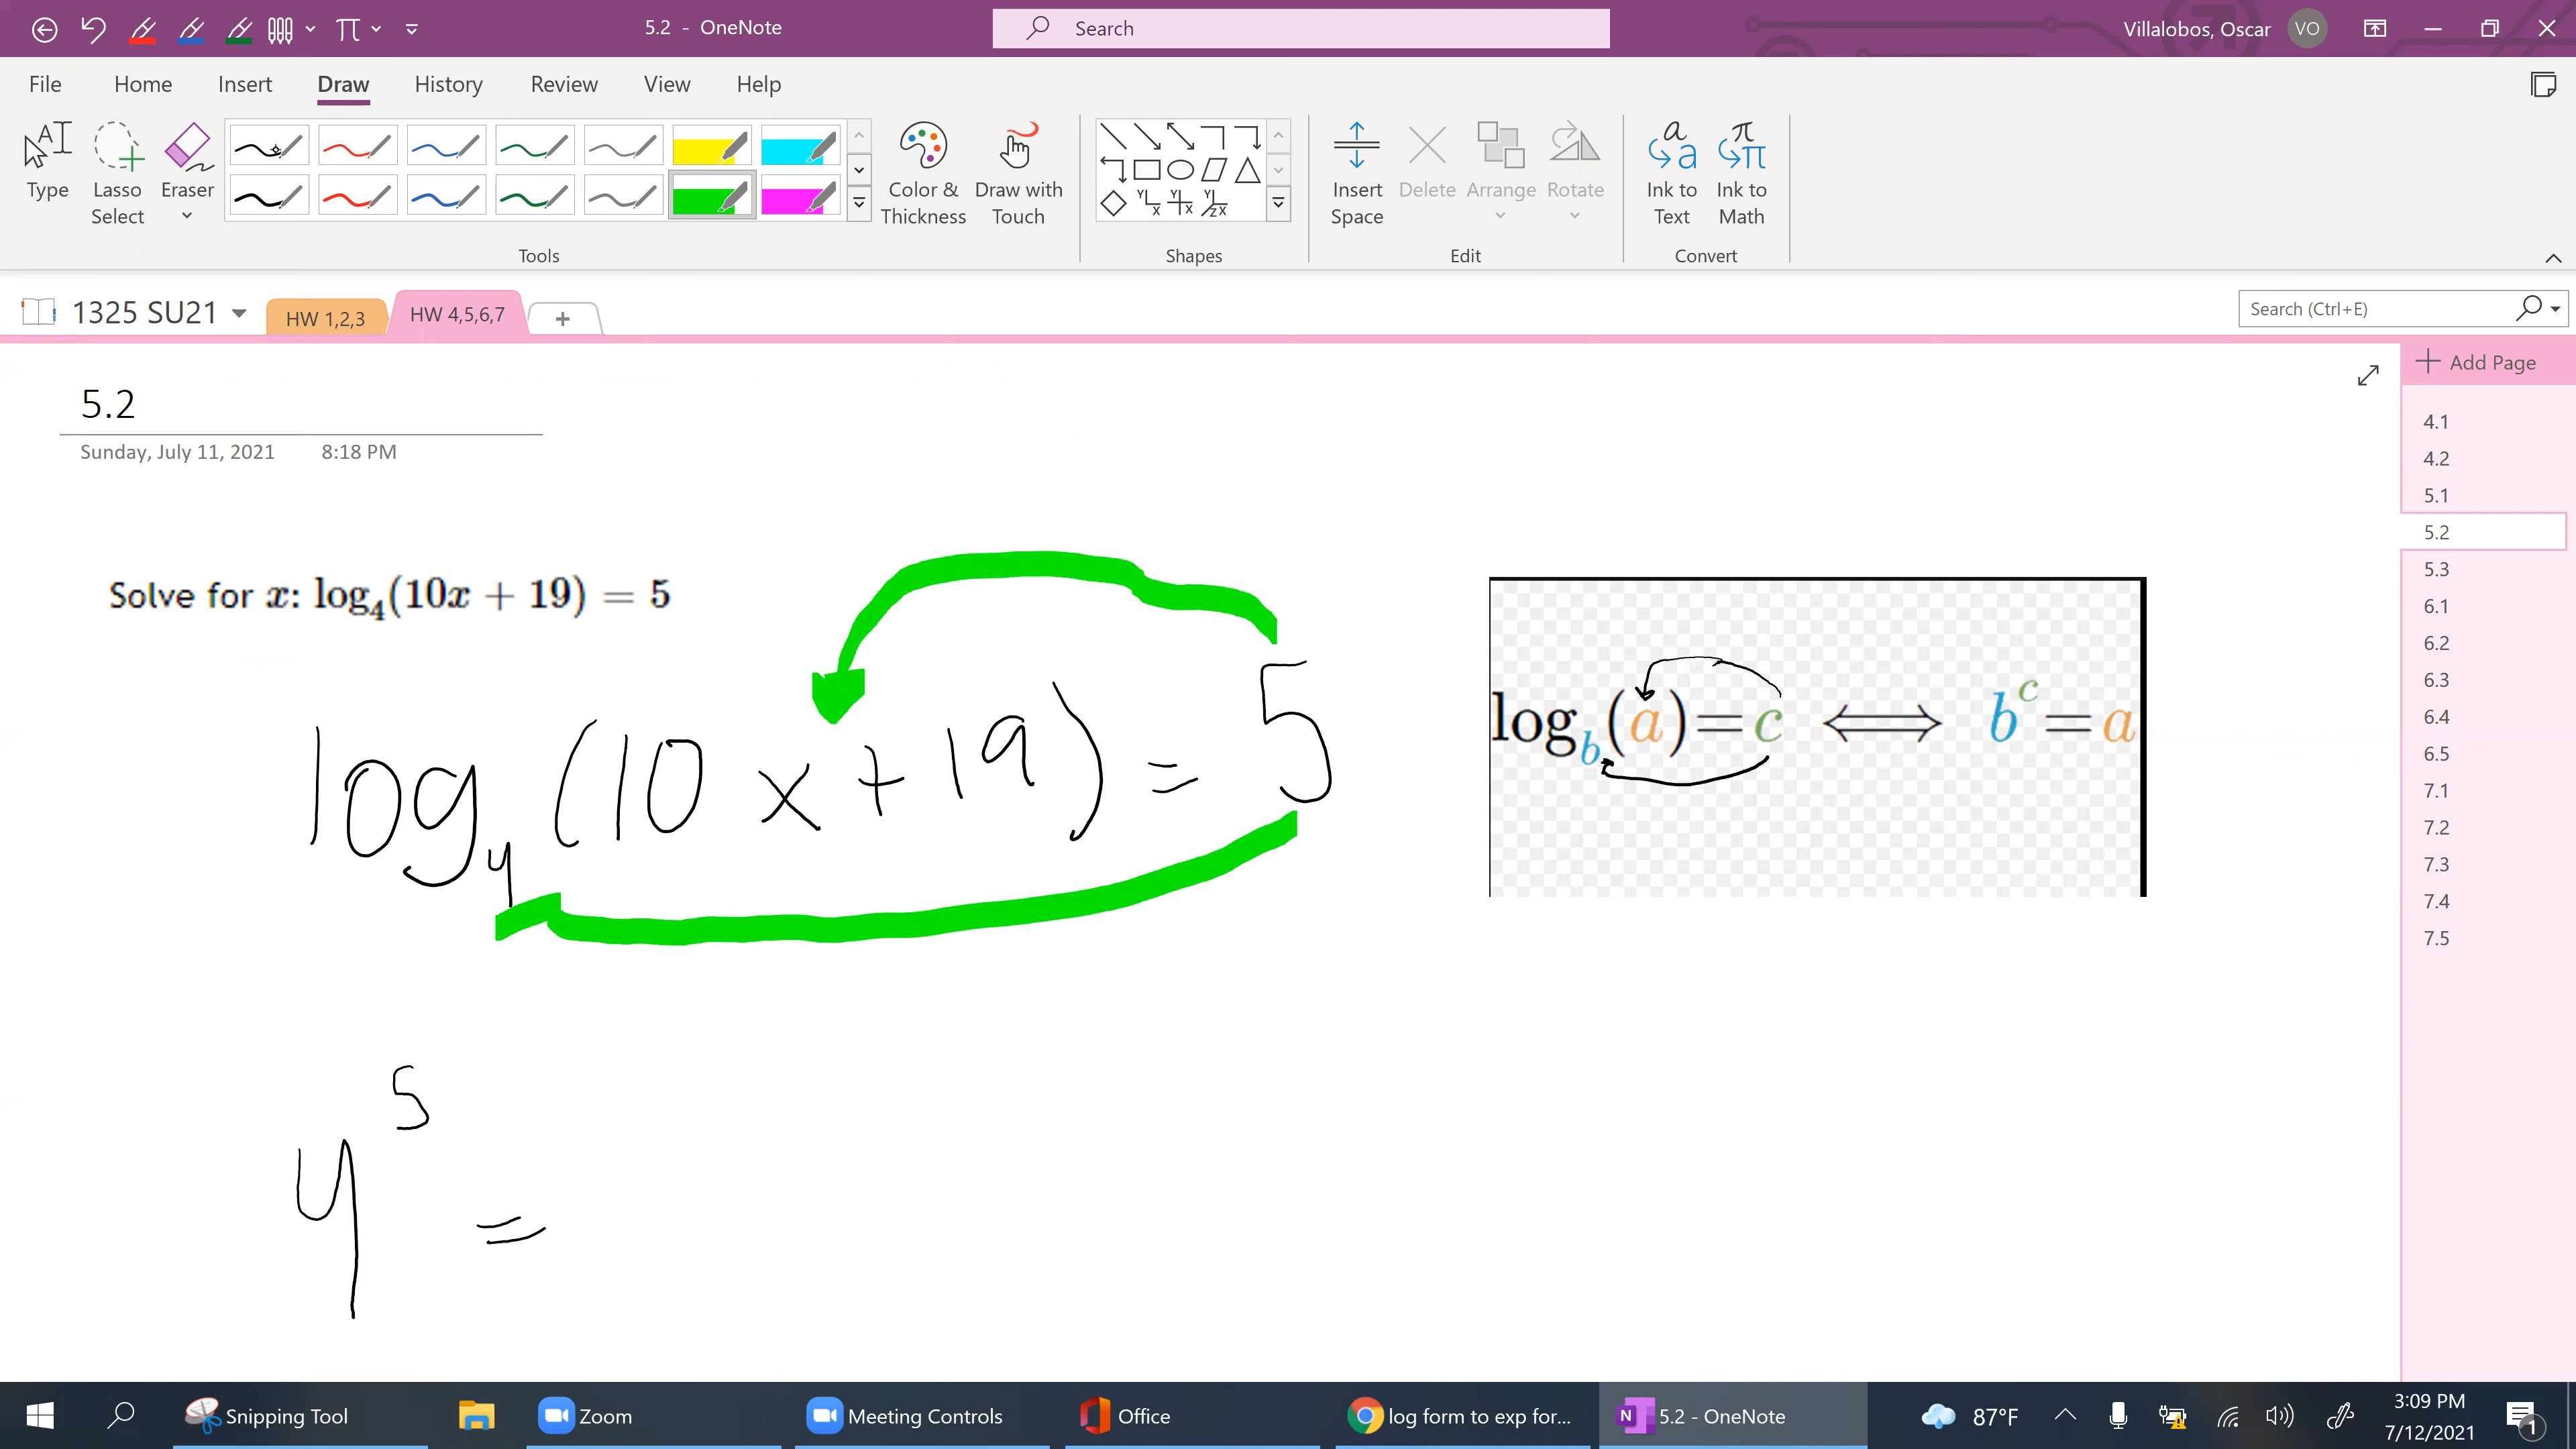 5.2 - OneNote
Search
Villalobos, Oscar
VO
File Home Insert Draw History Review View Help
Type
Lasso Select
Eraser
Color & Thickness
Draw with Touch
Insert Space
Delete
Arrange
Rotate
Ink to Text
Ink to Math
Tools
Shapes
Edit
Convert
1325 SU21
HW 1,2,3
HW 4,5,6,7
Search (Ctrl+E)
Add Page
5.2
Sunday, July 11, 2021 8:18 PM
4.1
4.2
5.1
5.2
5.3
6.1
6.2
6.3
6.4
6.5
7.1
7.2
7.3
7.4
7.5
Solve for x: log₄(10x + 19) = 5
log₄(10x+19) = 5
log_b(a)=c ⟺ b^c=a
4⁵ =
Snipping Tool
Zoom
Meeting Controls
Office
log form to exp for...
5.2 - OneNote
87°F
3:09 PM
7/12/2021
1